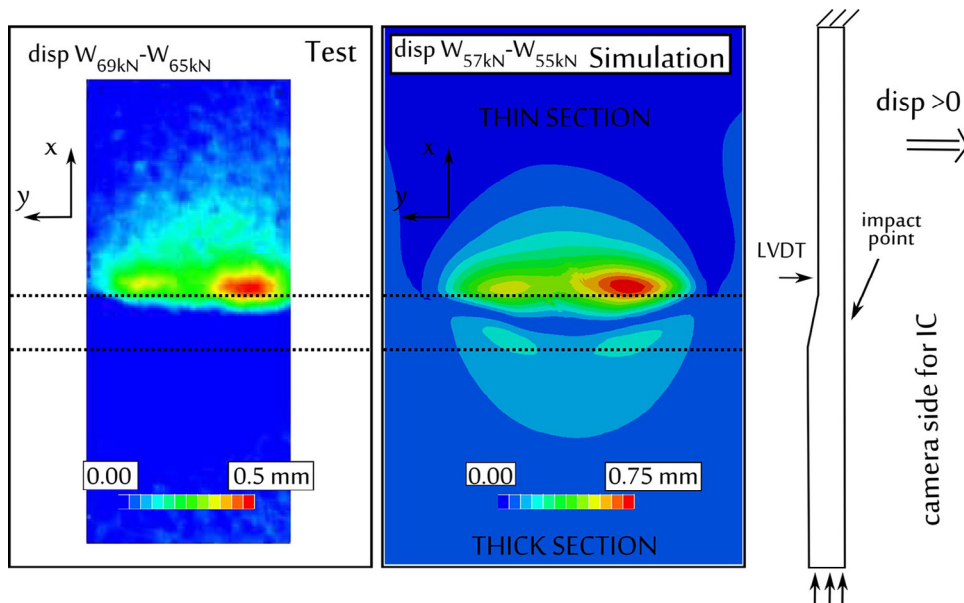 disp W69kN-W65kN
Test
x
y
0.00
0.5 mm
disp W57kN-W55kN Simulation
THIN SECTION
x
y
0.00
0.75 mm
THICK SECTION
disp >0
impact
point
LVDT
camera side for IC